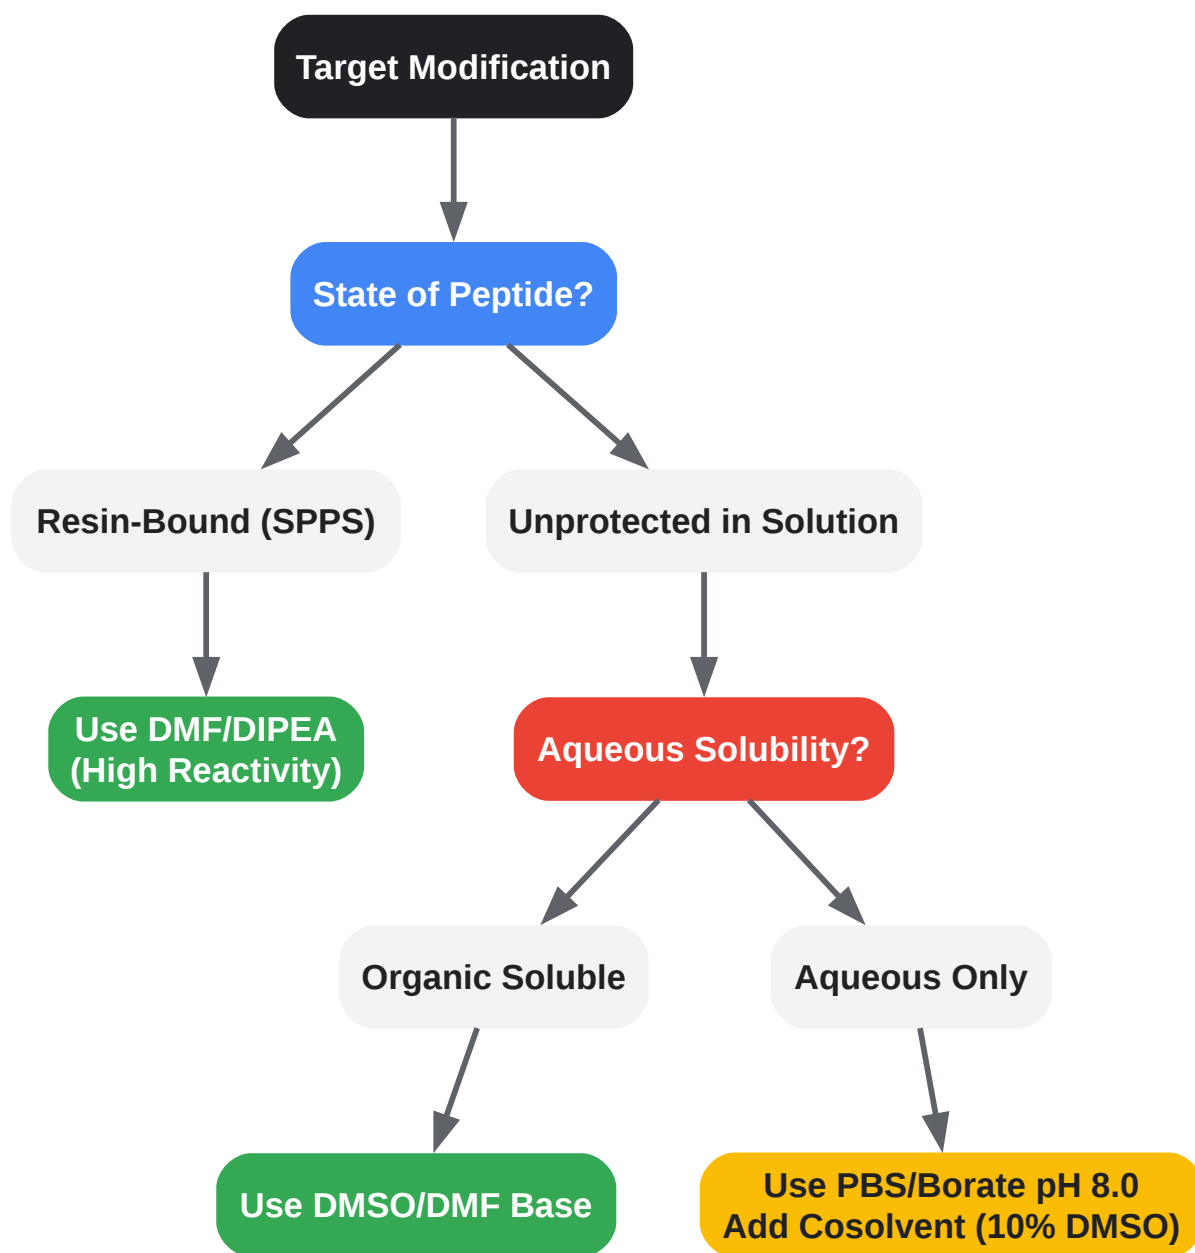 Target Modification
State of Peptide?
Resin-Bound (SPPS)
Unprotected in Solution
Use DMF/DIPEA
(High Reactivity)
Aqueous Solubility?
Organic Soluble
Aqueous Only
Use DMSO/DMF Base
Use PBS/Borate pH 8.0
Add Cosolvent (10% DMSO)